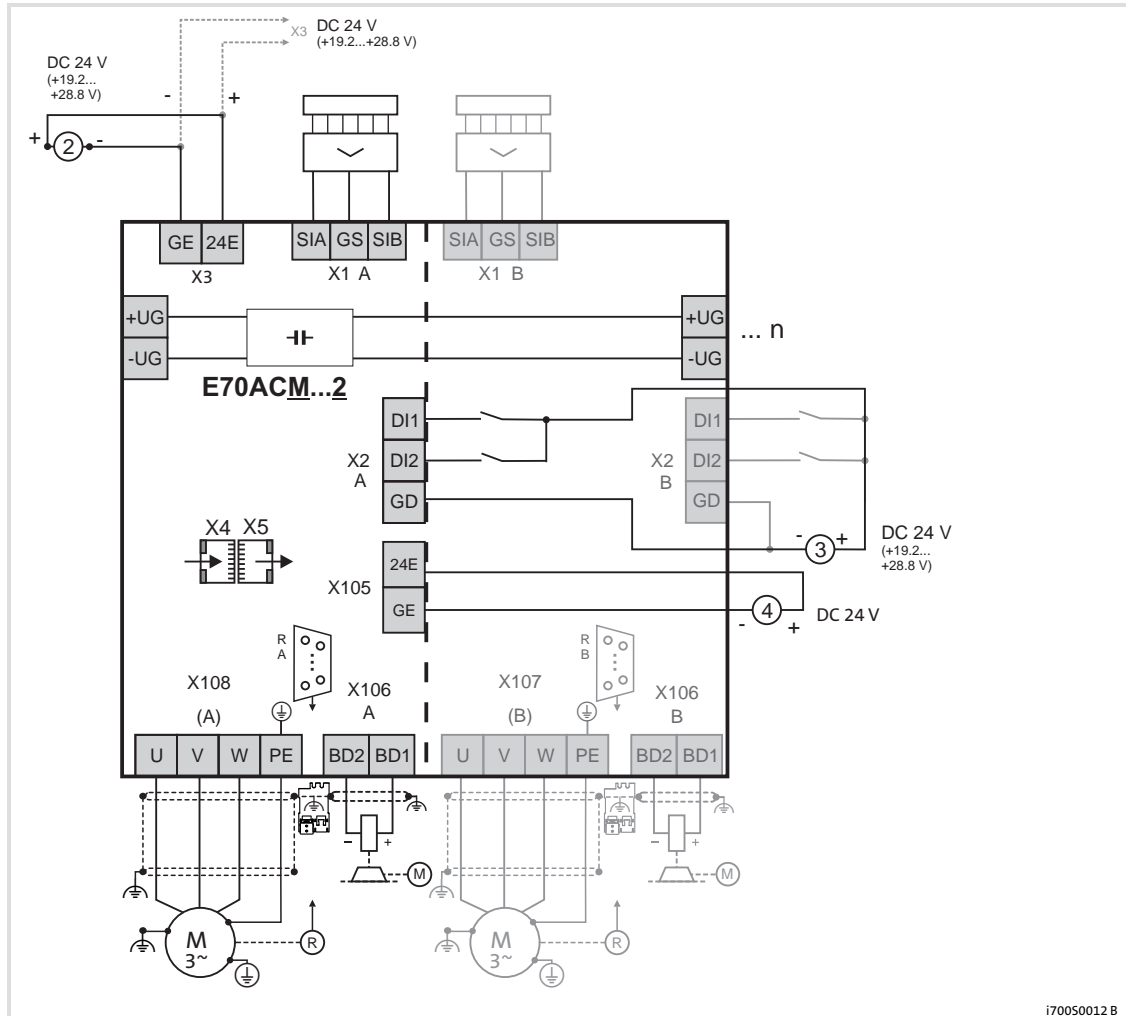 X3 DC 24 V
(+19.2...+28.8 V)
DC 24 V
(+19.2...
+28.8 V)
- +
+ 2 -
GE 24E
X3
SIA GS SIB
X1 A
SIA GS SIB
X1 B
+UG
-UG
+UG
-UG
... n
E70ACM...2
DI1
DI2
GD
X2
A
DI1
DI2
GD
X2
B
- 3 +
DC 24 V
(+19.2...
+28.8 V)
X4 X5
24E
GE
X105
- 4 +
DC 24 V
R
A
R
B
X108
(A)
X106
A
X107
(B)
X106
B
U V W PE
BD2 BD1
U V W PE
BD2 BD1
- +
- +
M
M
M
3~
R
M
3~
R
i700S0012 B